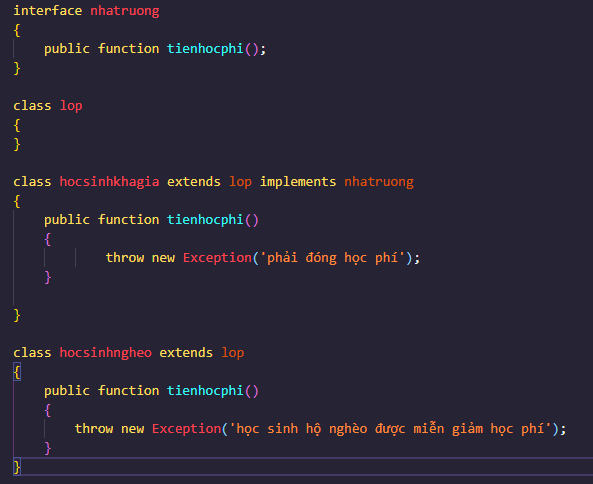 interface nhatruong
{
public function tienhocphi();
}
class lop
{
}
class hocsinhkhagia extends lop implements nhatruong
{
public function tienhocphi()
{
throw new Exception('phải đóng học phí');
}
}
class hocsinhngheo extends lop
{
public function tienhocphi()
{
throw new Exception('học sinh hộ nghèo được miễn giảm học phí');
}
}